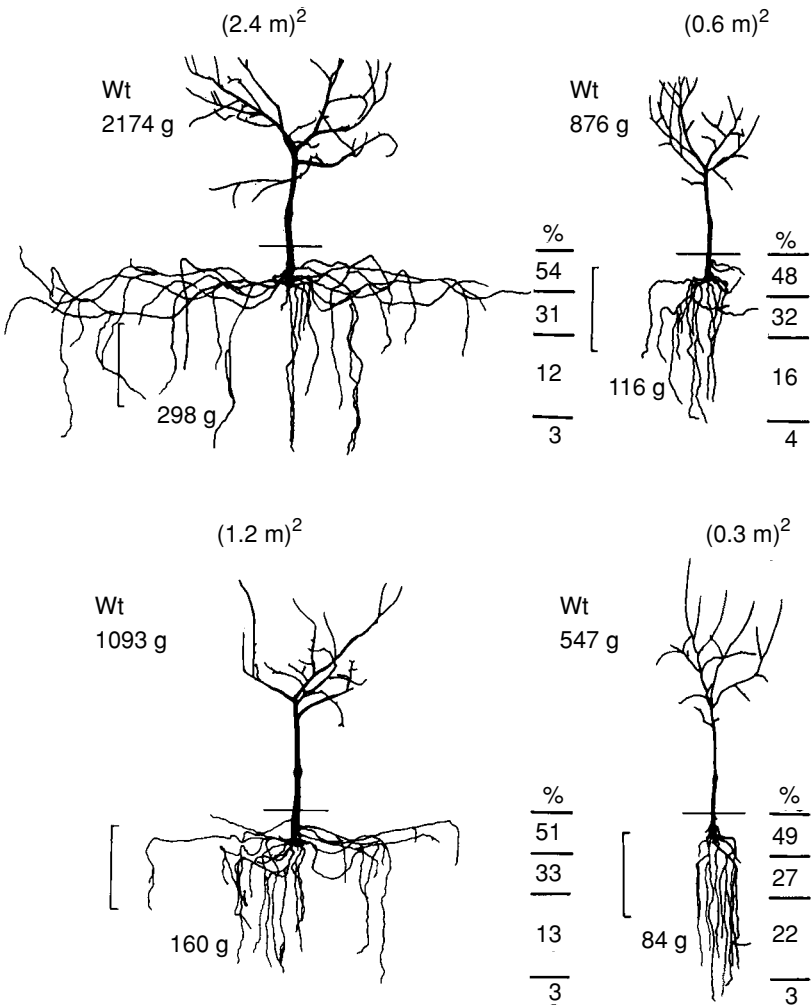 (2.4 m)2
Wt
2174 g
%
54
31
12
3
298 g
(0.6 m)2
Wt
876 g
%
48
32
16
4
116 g
(1.2 m)2
Wt
1093 g
%
51
33
13
3
160 g
(0.3 m)2
Wt
547 g
%
49
27
22
3
84 g